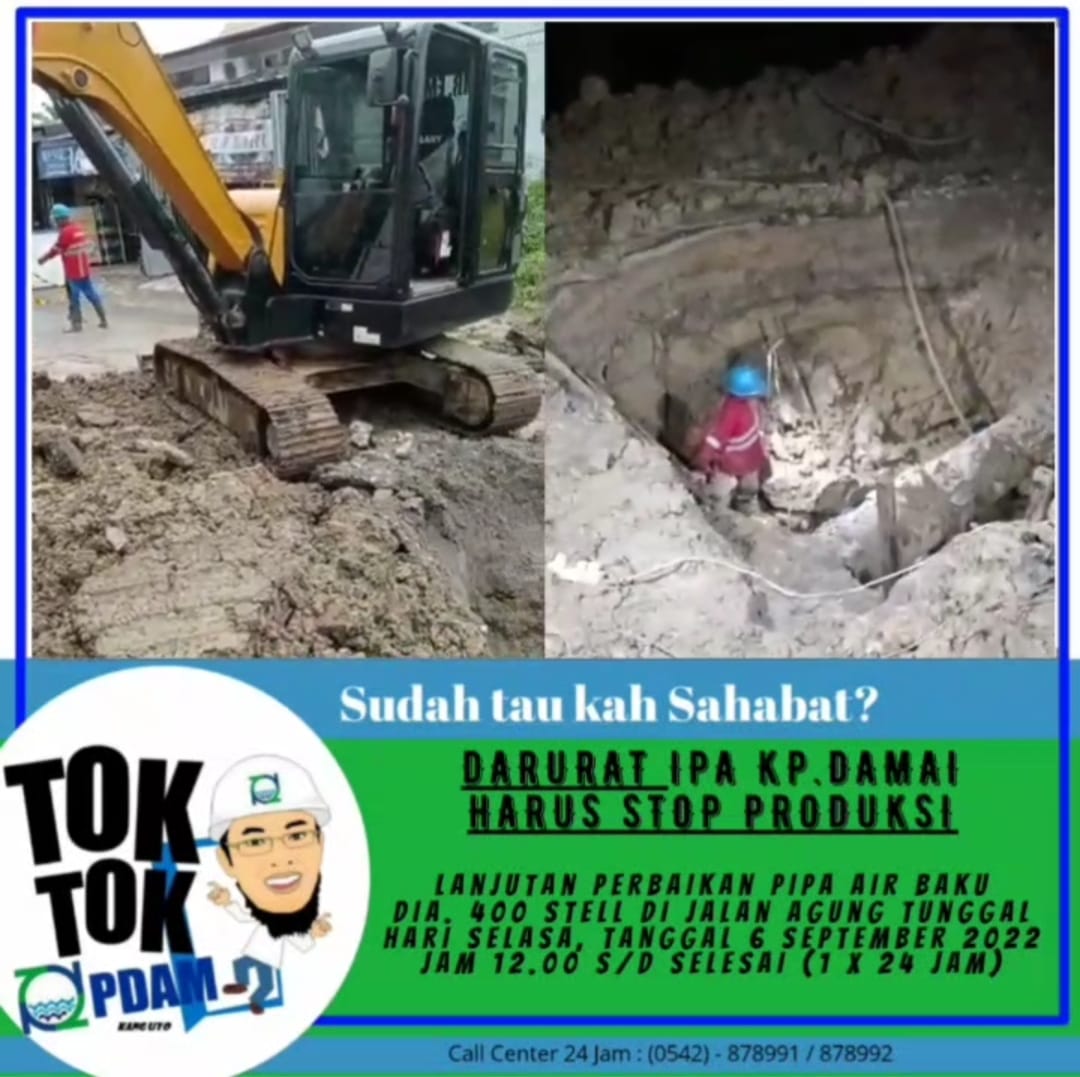 Sudah tau kah Sahabat?
DARURAT IPA KP.DAMAI
HARUS STOP PRODUKSI
LANJUTAN PERBAIKAN PIPA AIR BAKU
DIA. 400 STELL DI JALAN AGUNG TUNGGAL
HARI SELASA, TANGGAL 6 SEPTEMBER 2022
JAM 12.00 S/D SELESAI (1 X 24 JAM)
TOK
TOK
PDAM
KANG UTO
Call Center 24 Jam : (0542) - 878991 / 878992